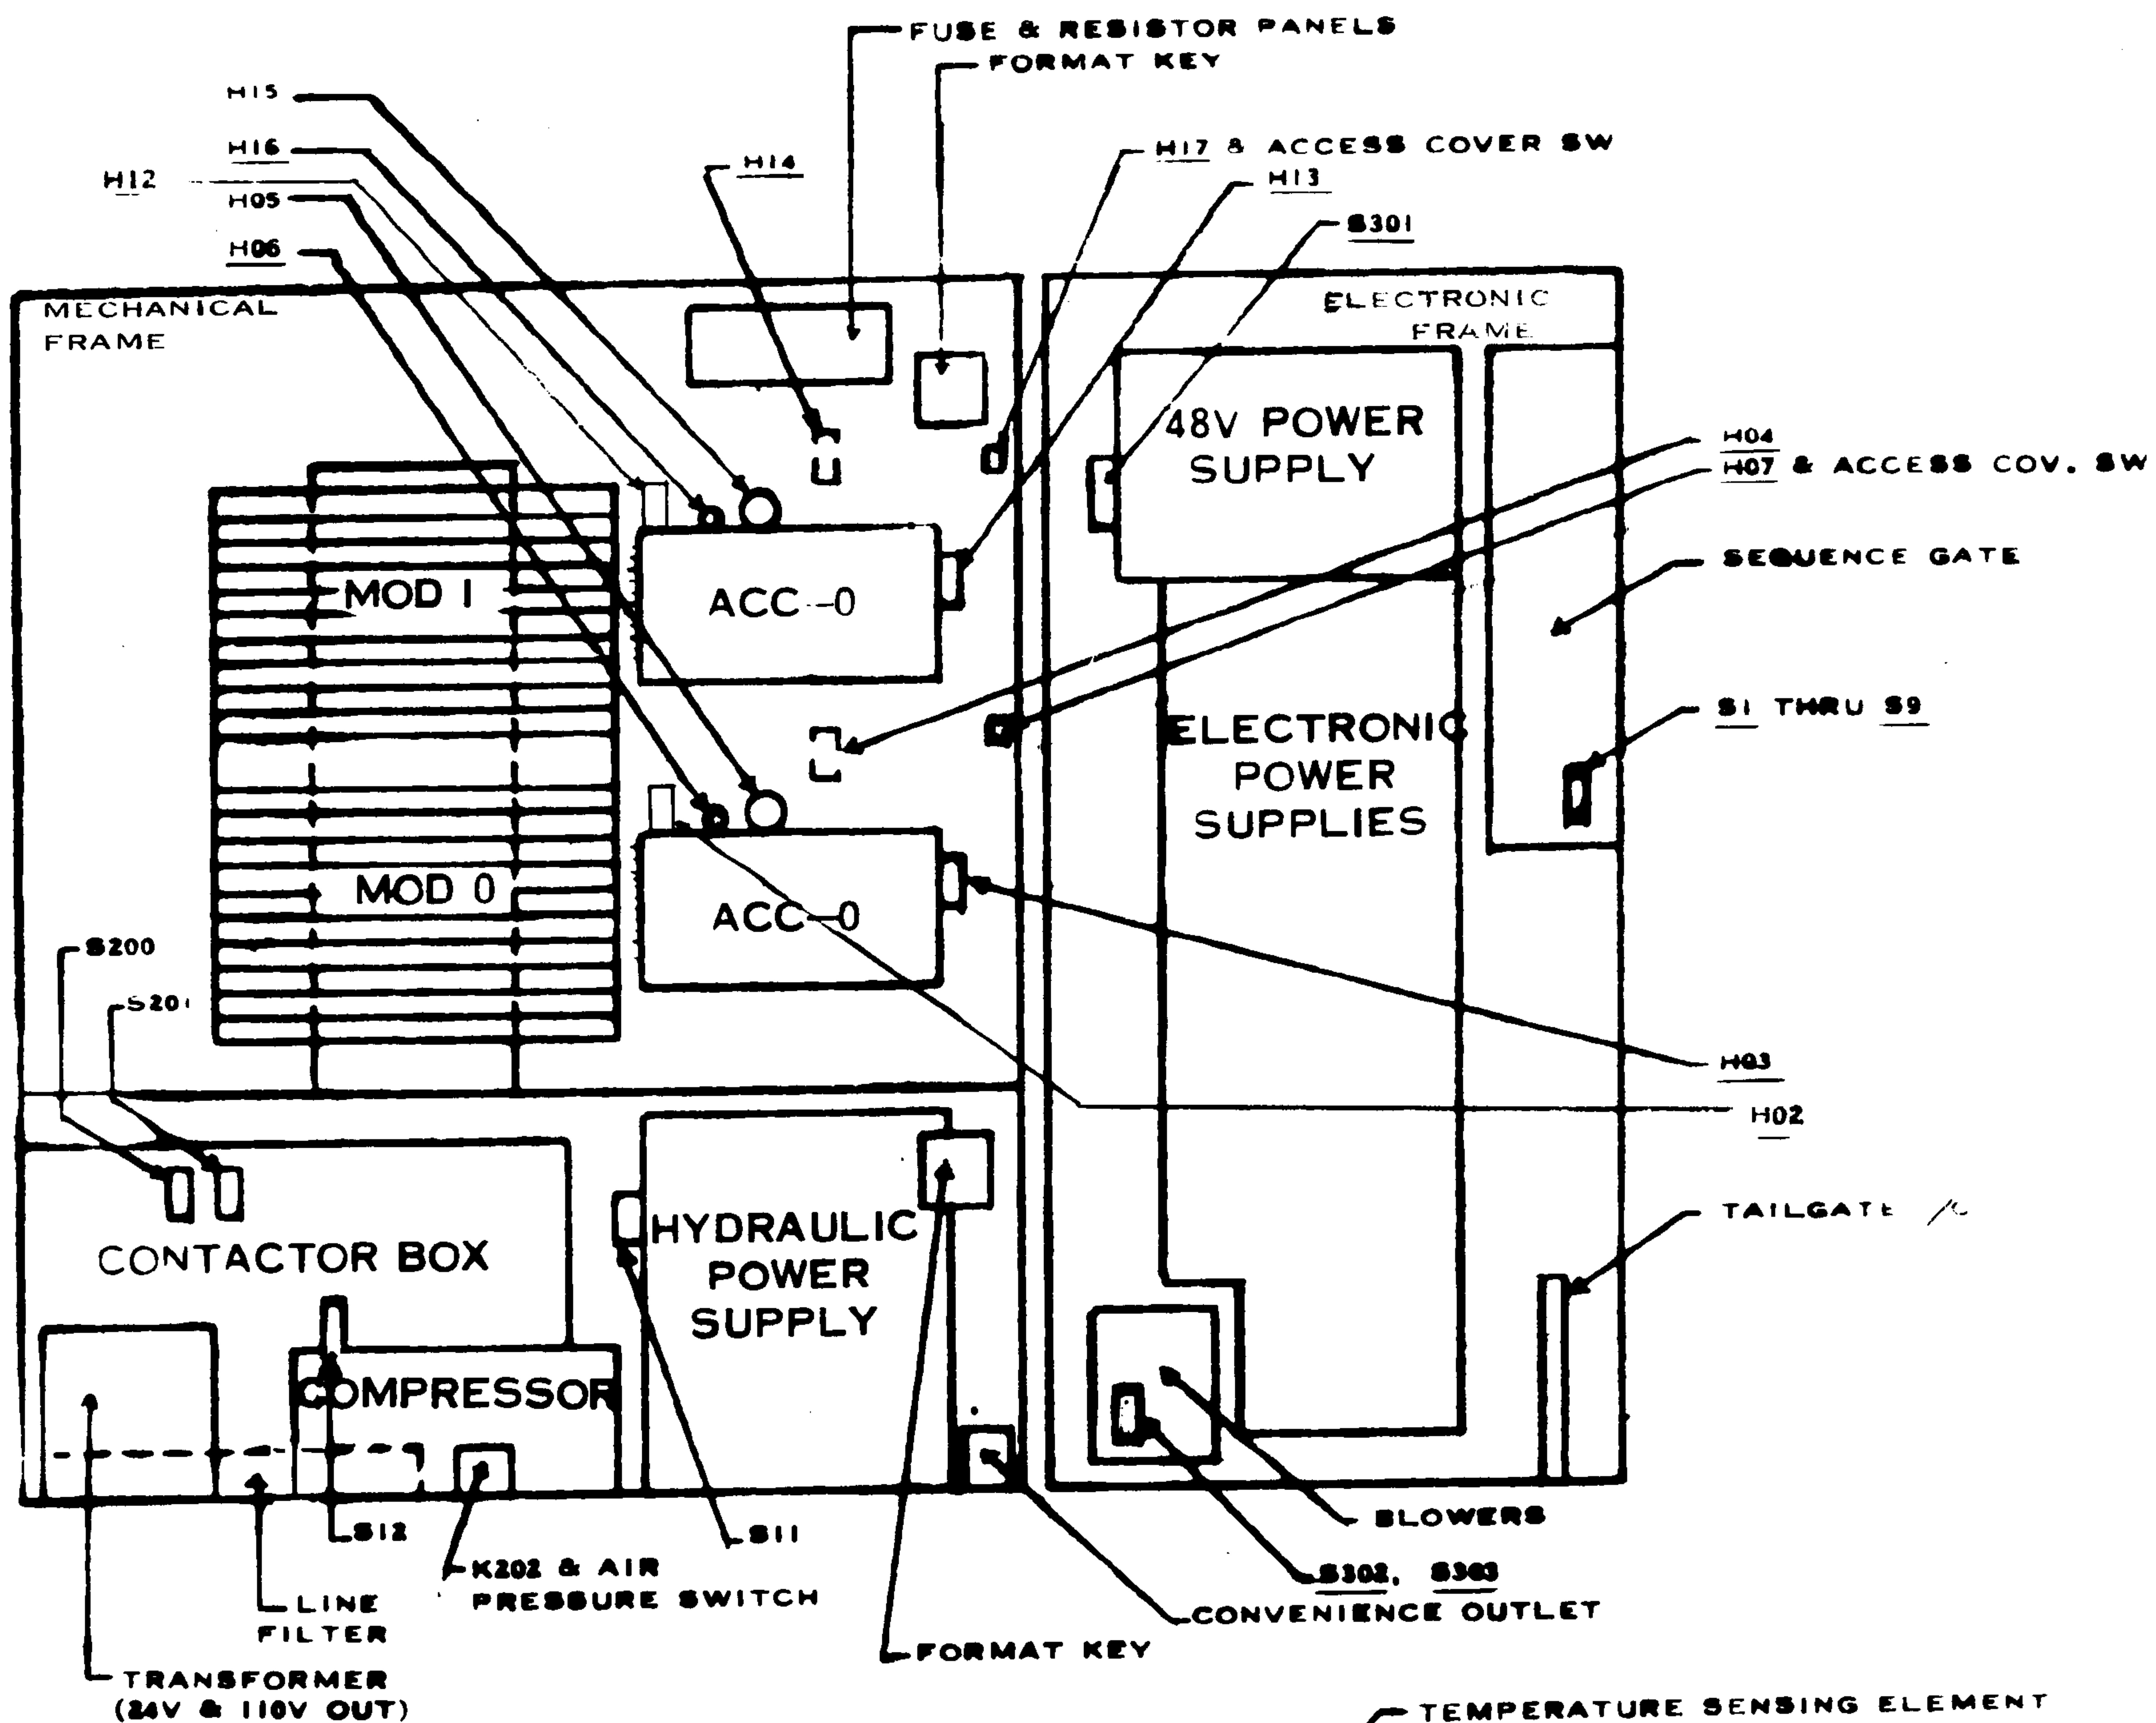 FUSE & RESISTOR PANELS
FORMAT KEY
H15
H16
H12
H05
H06
H14
H17 & ACCESS COVER SW
H13
S301
MECHANICAL
FRAME
ELECTRONIC
FRAME
48V POWER
SUPPLY
H04
H07 & ACCESS COV. SW
SEQUENCE GATE
MOD 1
ACC-0
S1 THRU S9
ELECTRONIC
POWER
SUPPLIES
MOD 0
ACC-0
S200
S201
H03
H02
TAILGATE
HYDRAULIC
POWER
SUPPLY
CONTACTOR BOX
COMPRESSOR
BLOWERS
S12
S11
K202 & AIR
PRESSURE SWITCH
S302, S303
LINE
FILTER
CONVENIENCE OUTLET
FORMAT KEY
TRANSFORMER
(24V & 110V OUT)
TEMPERATURE SENSING ELEMENT